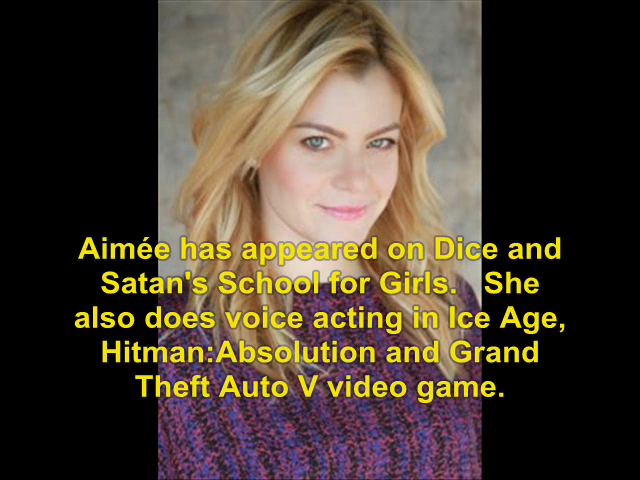 Aimée has appeared on Dice and
Satan's School for Girls.   She
also does voice acting in Ice Age,
Hitman:Absolution and Grand
Theft Auto V video game.